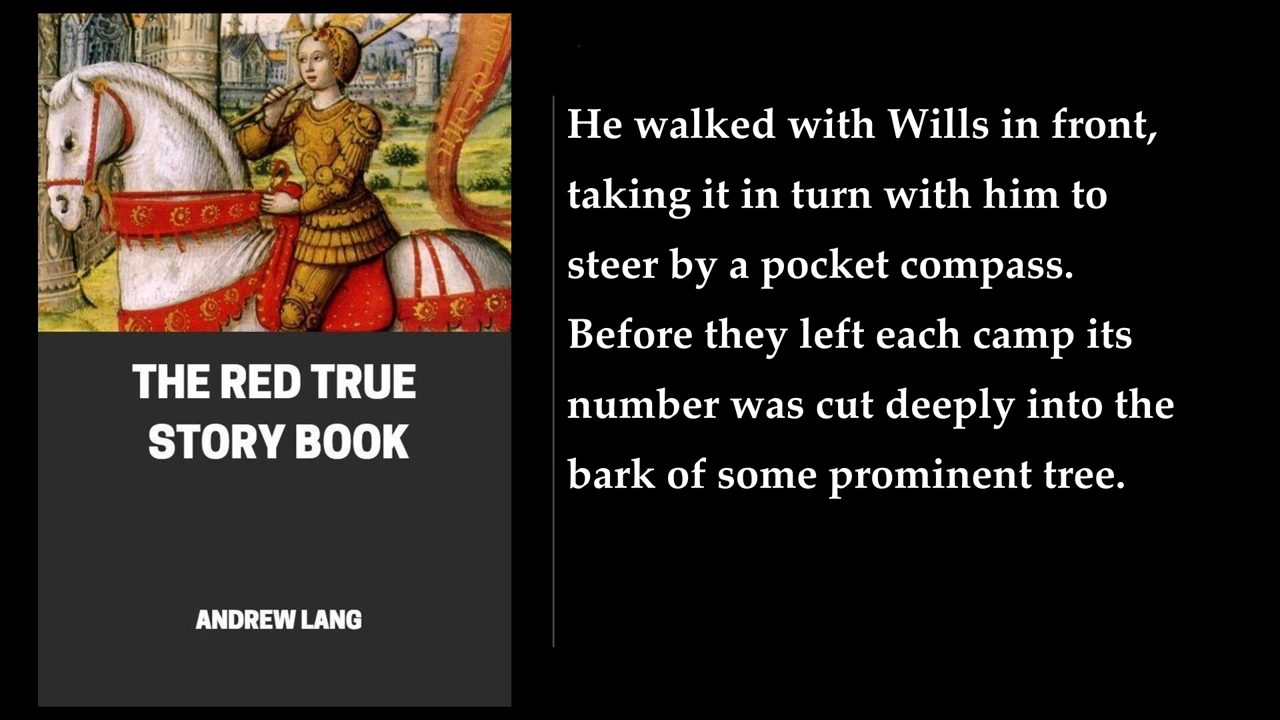 THE RED TRUE
STORY BOOK
ANDREW LANG
He walked with Wills in front,
taking it in turn with him to
steer by a pocket compass.
Before they left each camp its
number was cut deeply into the
bark of some prominent tree.